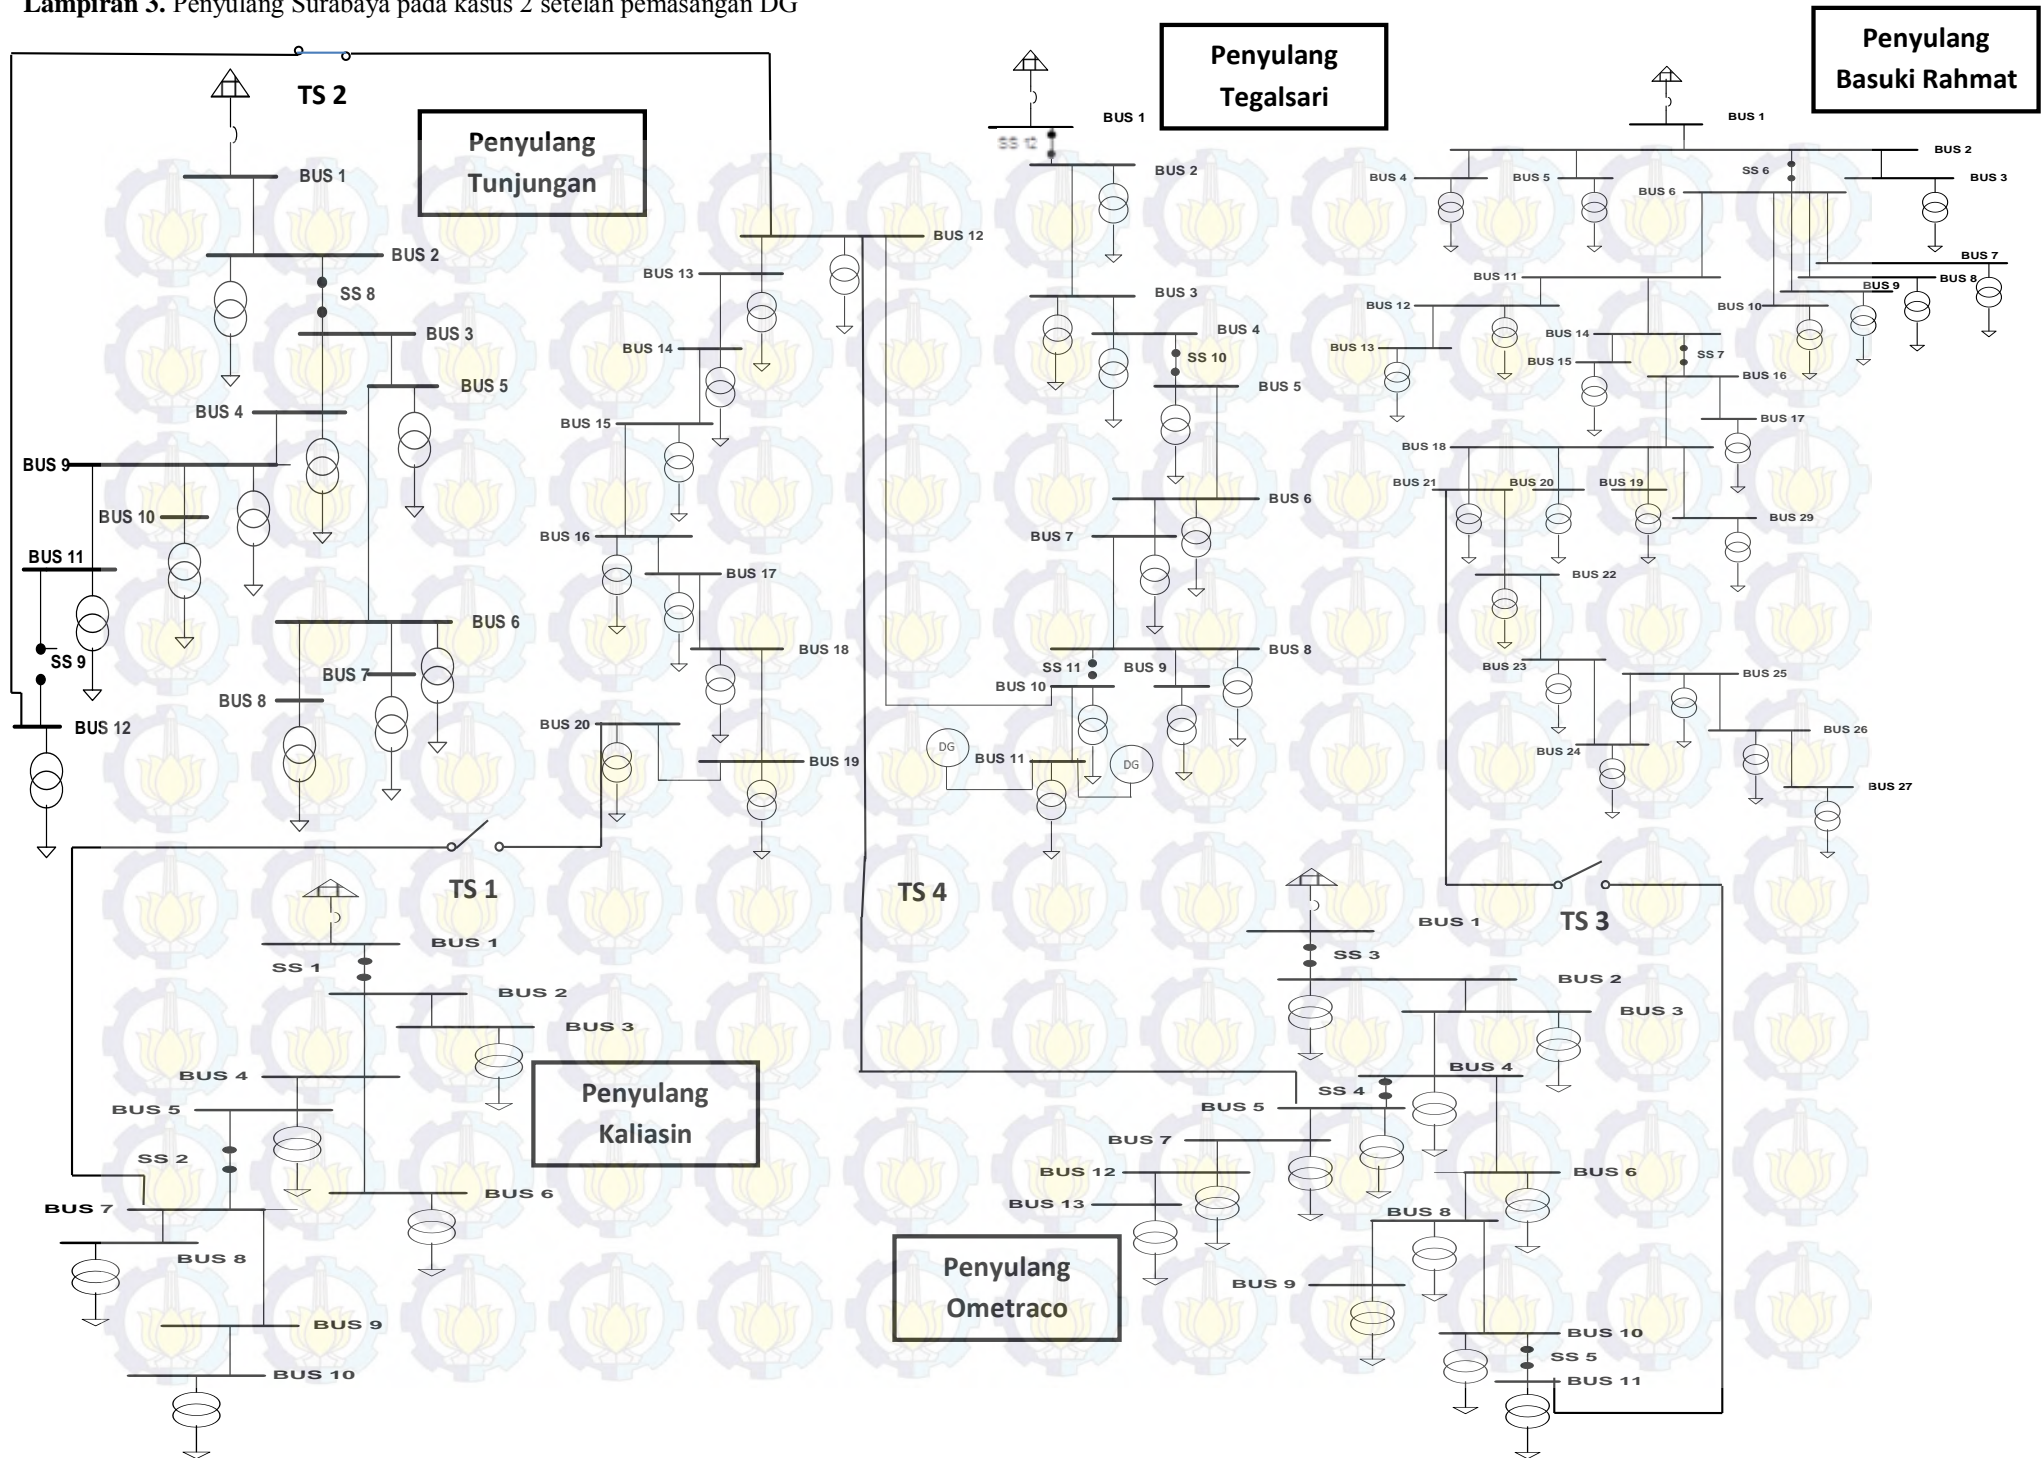 Lampiran 3. Penyulang Surabaya pada kasus 2 setelah pemasangan DG
TS 2
Penyulang
Tunjungan
BUS 1
BUS 2
SS 8
BUS 3
BUS 5
BUS 4
BUS 9
BUS 10
BUS 11
BUS 6
SS 9
BUS 7
BUS 8
BUS 12
BUS 12
BUS 13
BUS 14
BUS 15
BUS 16
BUS 17
BUS 18
BUS 20
BUS 19
TS 1
Penyulang
Tegalsari
BUS 1
SS 12
BUS 2
BUS 3
BUS 4
SS 10
BUS 5
BUS 6
BUS 7
BUS 8
SS 11
BUS 9
BUS 10
DG
BUS 11
DG
TS 4
Penyulang
Basuki Rahmat
BUS 1
BUS 2
BUS 4
BUS 5
SS 6
BUS 3
BUS 6
BUS 7
BUS 11
BUS 8
BUS 9
BUS 12
BUS 10
BUS 14
BUS 13
SS 7
BUS 15
BUS 16
BUS 17
BUS 18
BUS 21
BUS 20
BUS 19
BUS 29
BUS 22
BUS 23
BUS 25
BUS 26
BUS 24
BUS 27
TS 3
Penyulang
Kaliasin
BUS 1
SS 1
BUS 2
BUS 3
BUS 4
BUS 5
SS 2
BUS 6
BUS 7
BUS 8
BUS 9
BUS 10
Penyulang
Ometraco
BUS 1
SS 3
BUS 2
BUS 3
BUS 4
SS 4
BUS 5
BUS 7
BUS 12
BUS 6
BUS 13
BUS 8
BUS 9
BUS 10
SS 5
BUS 11